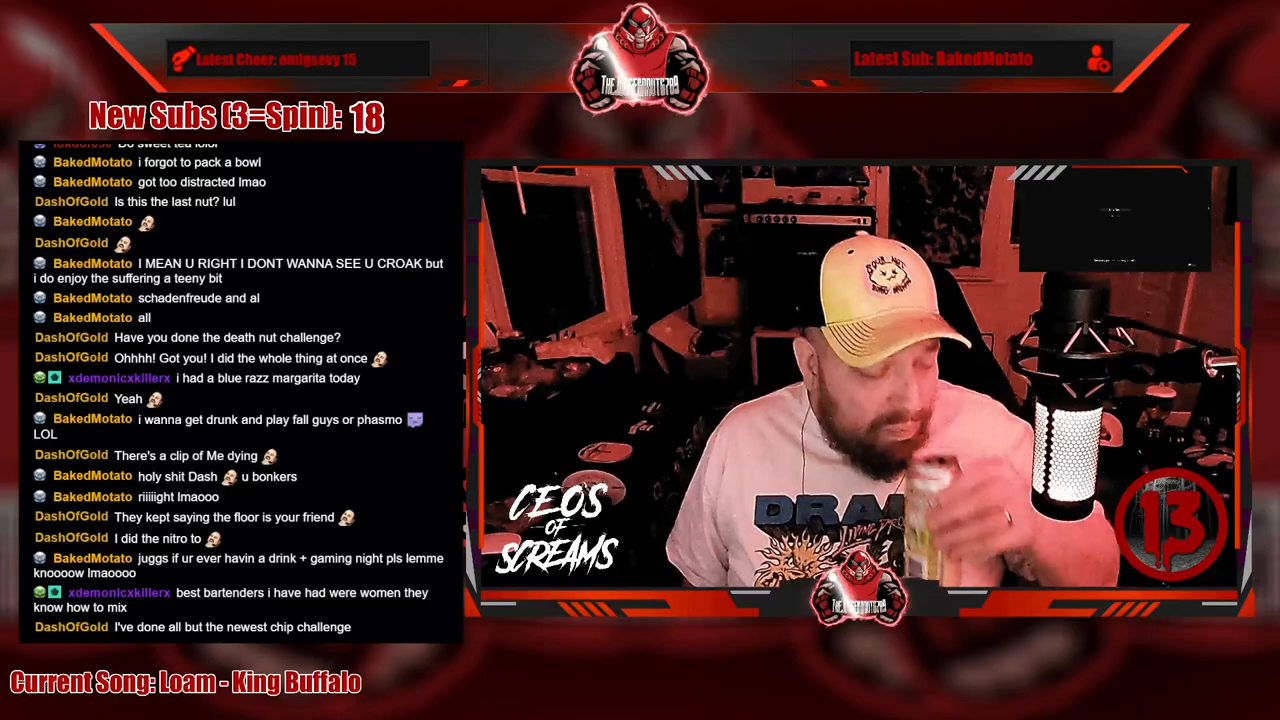 Latest Cheer: omfgsevy 15
THEJUGGERNAUT6789
Latest Sub: BakedMotato
New Subs (3=Spin): 18
BakedMotato i forgot to pack a bowl
BakedMotato got too distracted lmao
DashOfGold Is this the last nut? lul
BakedMotato
DashOfGold
BakedMotato I MEAN U RIGHT I DONT WANNA SEE U CROAK but
i do enjoy the suffering a teeny bit
BakedMotato schadenfreude and al
BakedMotato all
DashOfGold Have you done the death nut challenge?
DashOfGold Ohhhh! Got you! I did the whole thing at once
xdemonicxkillerx i had a blue razz margarita today
DashOfGold Yeah
BakedMotato i wanna get drunk and play fall guys or phasmo
LOL
DashOfGold There's a clip of Me dying
BakedMotato holy shit Dash u bonkers
BakedMotato riiiiight lmaooo
DashOfGold They kept saying the floor is your friend
DashOfGold I did the nitro to
BakedMotato juggs if ur ever havin a drink + gaming night pls lemme
knoooow lmaoooo
xdemonicxkillerx best bartenders i have had were women they
know how to mix
DashOfGold I've done all but the newest chip challenge
CEOS
OF
SCREAMS
DRA
13
THEJUGGERNAUT6789
Current Song: Loam - King Buffalo